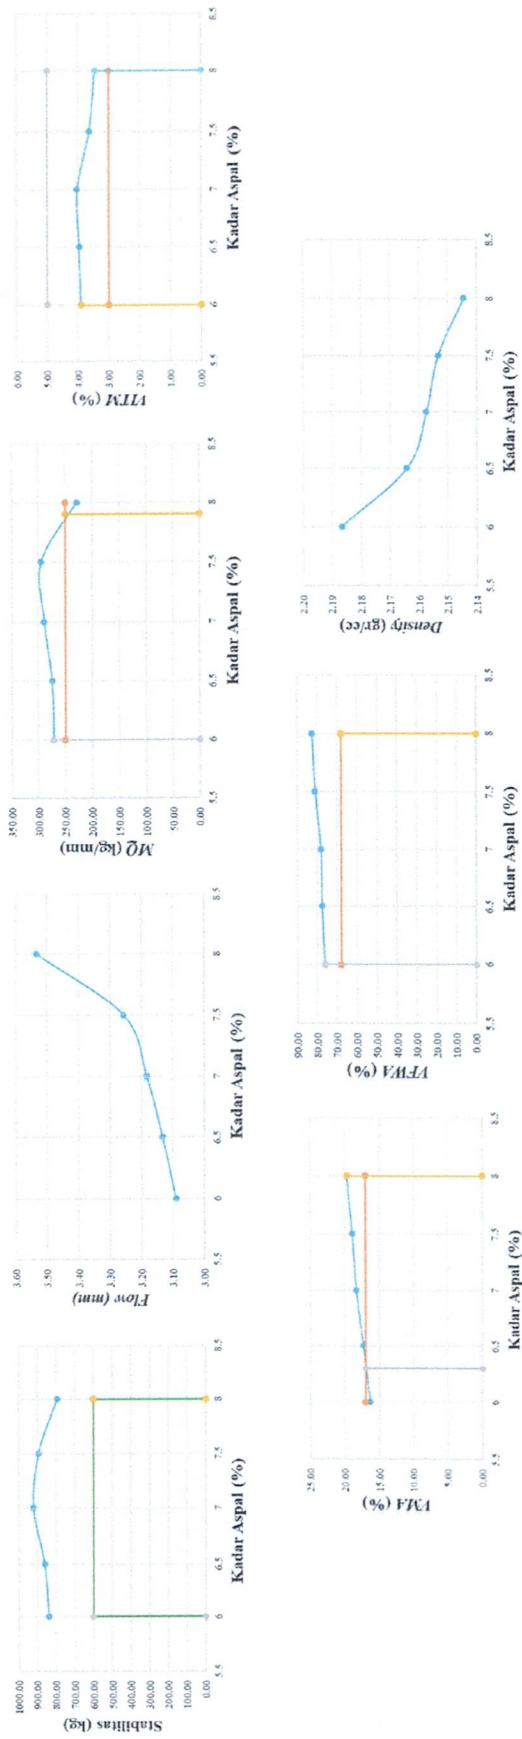 Stabilitas (kg)
1000.00
900.00
800.00
700.00
600.00
500.00
400.00
300.00
200.00
100.00
0.00
5.5 6 6.5 7 7.5 8 8.5
Kadar Aspal (%)
Flow (mm)
3.60
3.50
3.40
3.30
3.20
3.10
3.00
5.5 6 6.5 7 7.5 8 8.5
Kadar Aspal (%)
MQ (kg/mm)
350.00
300.00
250.00
200.00
150.00
100.00
50.00
0.00
5.5 6 6.5 7 7.5 8 8.5
Kadar Aspal (%)
VITM (%)
6.00
5.00
4.00
3.00
2.00
1.00
0.00
5.5 6 6.5 7 7.5 8 8.5
Kadar Aspal (%)
VMA (%)
25.00
20.00
15.00
10.00
5.00
0.00
5.5 6 6.5 7 7.5 8 8.5
Kadar Aspal (%)
VFWA (%)
90.00
80.00
70.00
60.00
50.00
40.00
30.00
20.00
10.00
0.00
5.5 6 6.5 7 7.5 8 8.5
Kadar Aspal (%)
Density (gr/cc)
2.20
2.19
2.18
2.17
2.16
2.15
2.14
5.5 6 6.5 7 7.5 8 8.5
Kadar Aspal (%)